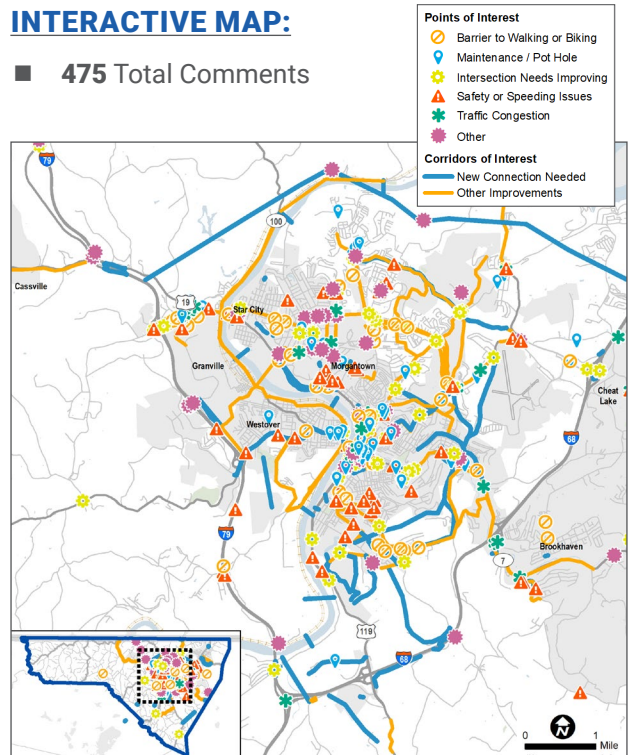 INTERACTIVE MAP:
■ 475 Total Comments
Points of Interest
Barrier to Walking or Biking
Maintenance / Pot Hole
Intersection Needs Improving
Safety or Speeding Issues
Traffic Congestion
Other
Corridors of Interest
New Connection Needed
Other Improvements
79
100
Cassville
19
Star City
Granville
Morgantown
Cheat
Lake
Westover
68
79
Brookhaven
7
119
68
N
0 1
Mile